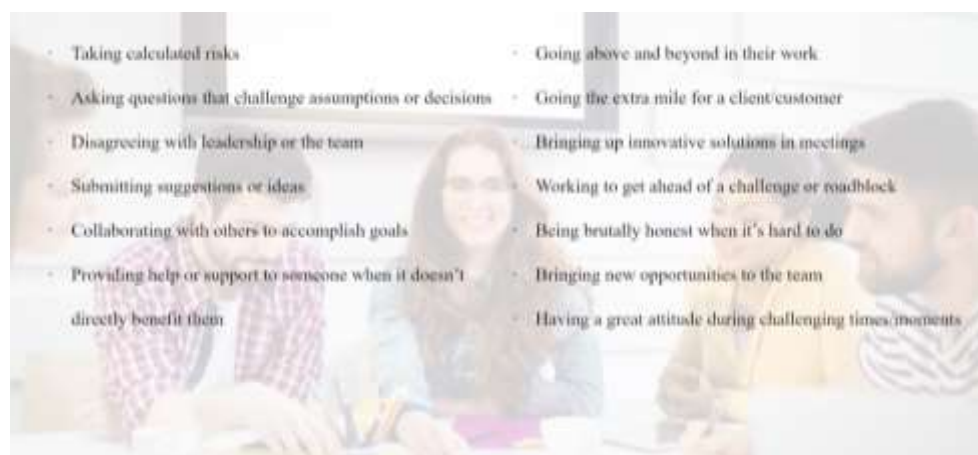 · Taking calculated risks
· Asking questions that challenge assumptions or decisions
· Disagreeing with leadership or the team
· Submitting suggestions or ideas
· Collaborating with others to accomplish goals
· Providing help or support to someone when it doesn't
directly benefit them
· Going above and beyond in their work
· Going the extra mile for a client/customer
· Bringing up innovative solutions in meetings
· Working to get ahead of a challenge or roadblock
· Being brutally honest when it's hard to do
· Bringing new opportunities to the team
· Having a great attitude during challenging times/moments